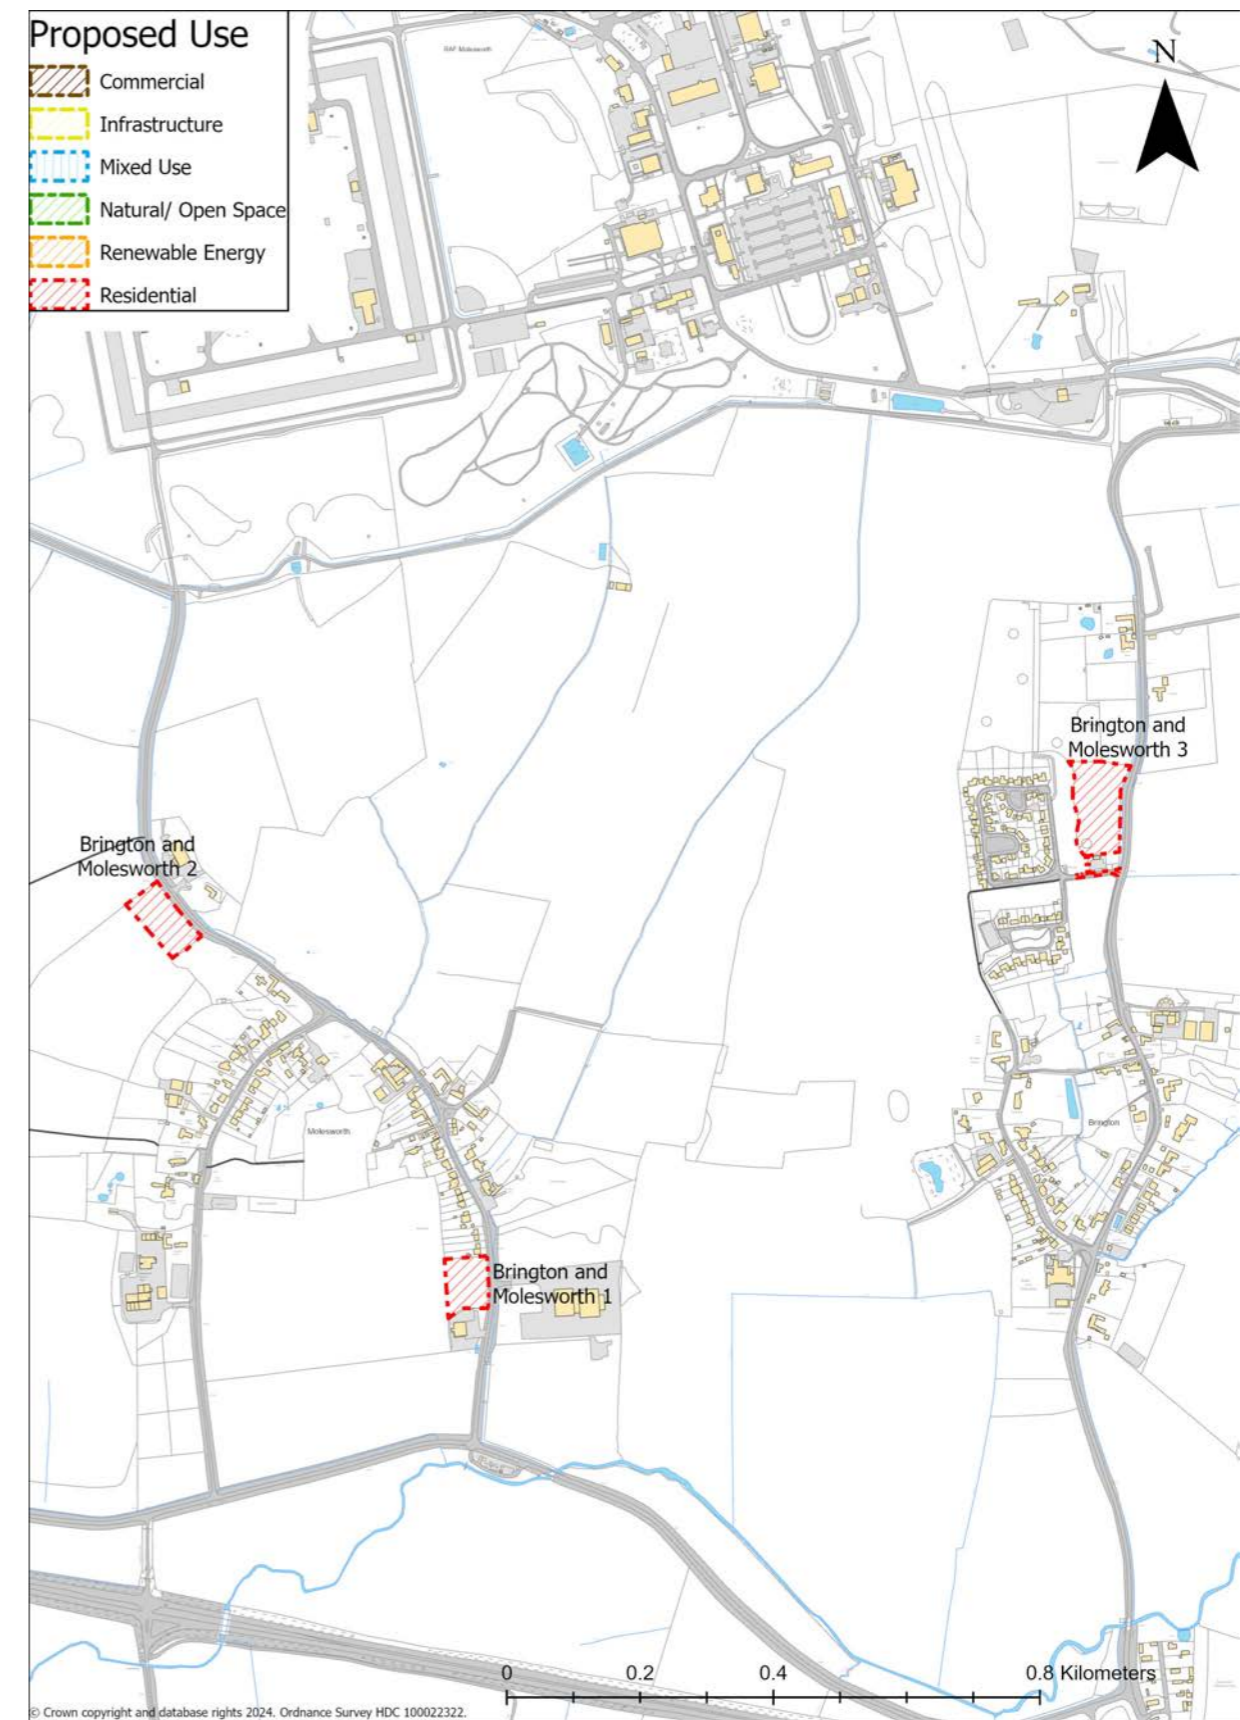 Proposed Use
Commercial
Infrastructure
Mixed Use
Natural/ Open Space
Renewable Energy
Residential
RAF Molesworth
N
Brington and
Molesworth 3
Brington and
Molesworth 2
Molesworth
Brington
Brington and
Molesworth 1
0 0.2 0.4 0.8 Kilometers
© Crown copyright and database rights 2024. Ordnance Survey HDC 100022322.